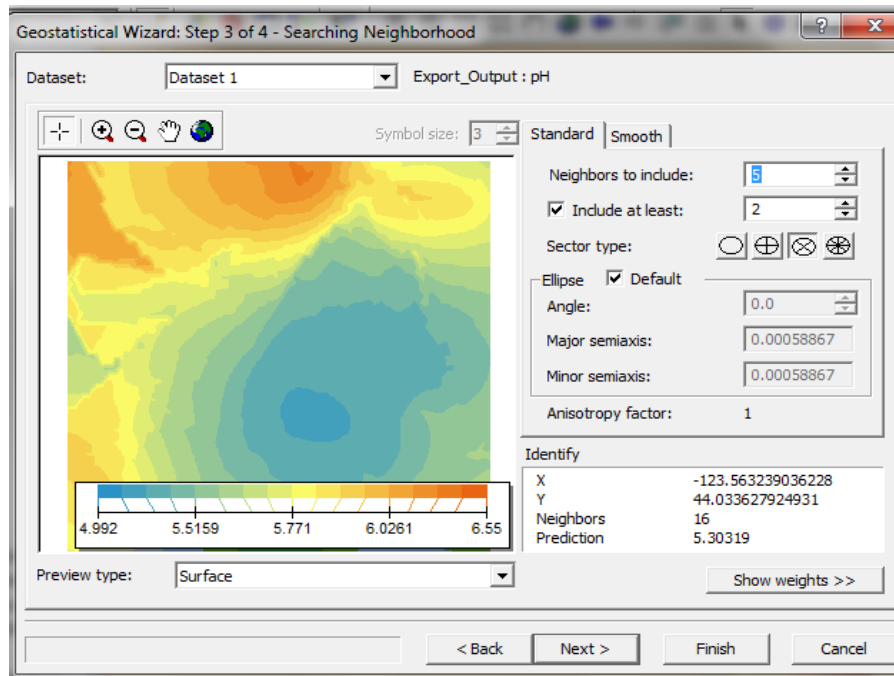 Geostatistical Wizard: Step 3 of 4 - Searching Neighborhood
Dataset: Dataset 1 Export_Output : pH
Symbol size: 3
Standard Smooth
Neighbors to include: 5
Include at least: 2
Sector type:
Ellipse Default
Angle: 0.0
Major semiaxis: 0.00058867
Minor semiaxis: 0.00058867
Anisotropy factor: 1
Identify
X -123.563239036228
Y 44.033627924931
Neighbors 16
Prediction 5.30319
4.992 5.5159 5.771 6.0261 6.55
Preview type: Surface
Show weights >>
< Back Next > Finish Cancel